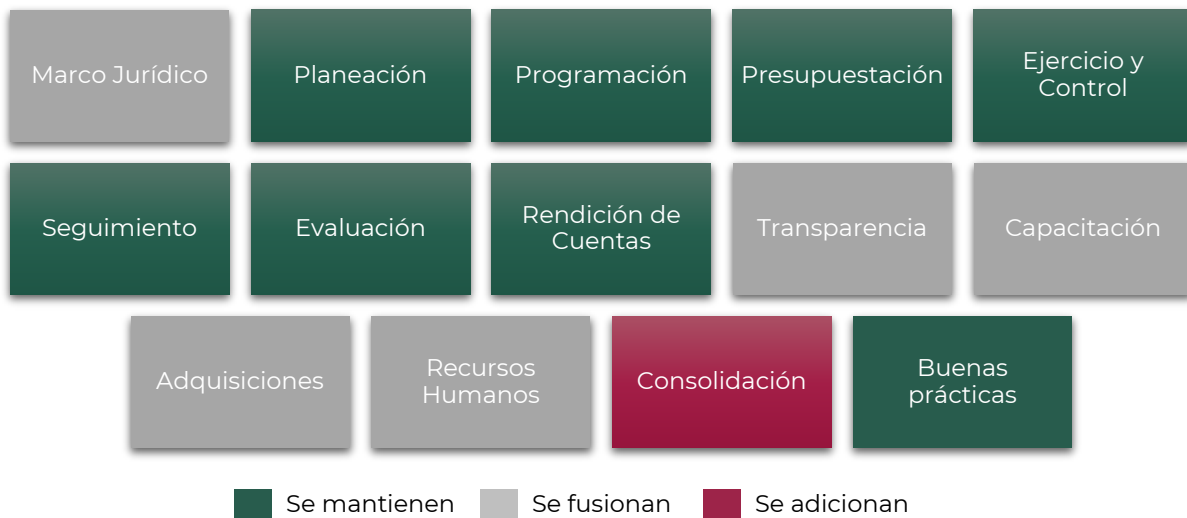 Marco Jurídico
Planeación
Programación
Presupuestación
Ejercicio y
Control
Seguimiento
Evaluación
Rendición de
Cuentas
Transparencia
Capacitación
Adquisiciones
Recursos
Humanos
Consolidación
Buenas
prácticas
Se mantienen
Se fusionan
Se adicionan